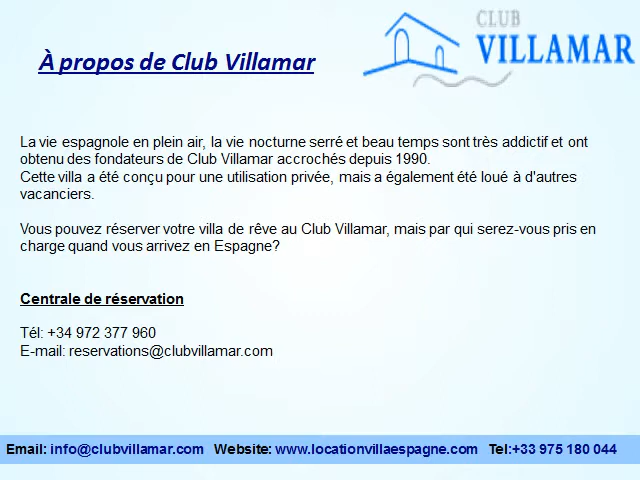 CLUB
VILLAMAR
À propos de Club Villamar
La vie espagnole en plein air, la vie nocturne serré et beau temps sont très addictif et ont
obtenu des fondateurs de Club Villamar accrochés depuis 1990.
Cette villa a été conçu pour une utilisation privée, mais a également été loué à d'autres
vacanciers.
Vous pouvez réserver votre villa de rêve au Club Villamar, mais par qui serez-vous pris en
charge quand vous arrivez en Espagne?
Centrale de réservation
Tél: +34 972 377 960
E-mail: reservations@clubvillamar.com
Email: info@clubvillamar.com Website: www.locationvillaespagne.com Tel:+33 975 180 044